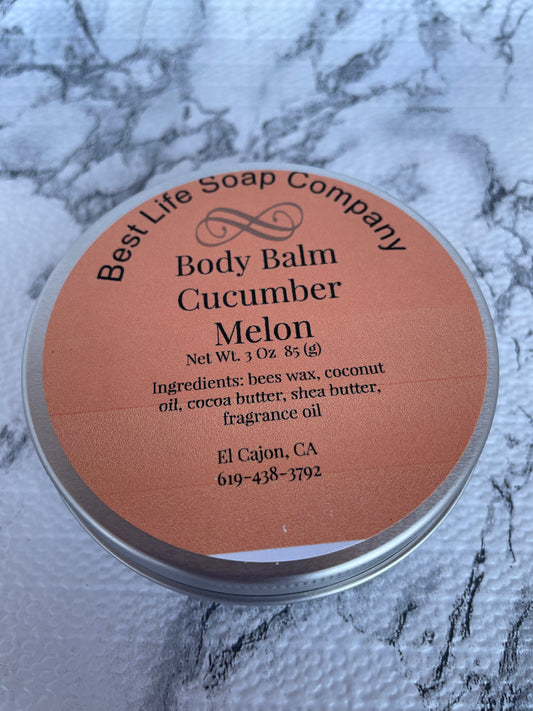 Best Life Soap Company
Body Balm
Cucumber
Melon
Net Wt. 3 Oz 85 (g)
Ingredients: bees wax, coconut
oil, cocoa butter, shea butter,
fragrance oil
El Cajon, CA
619-438-3792